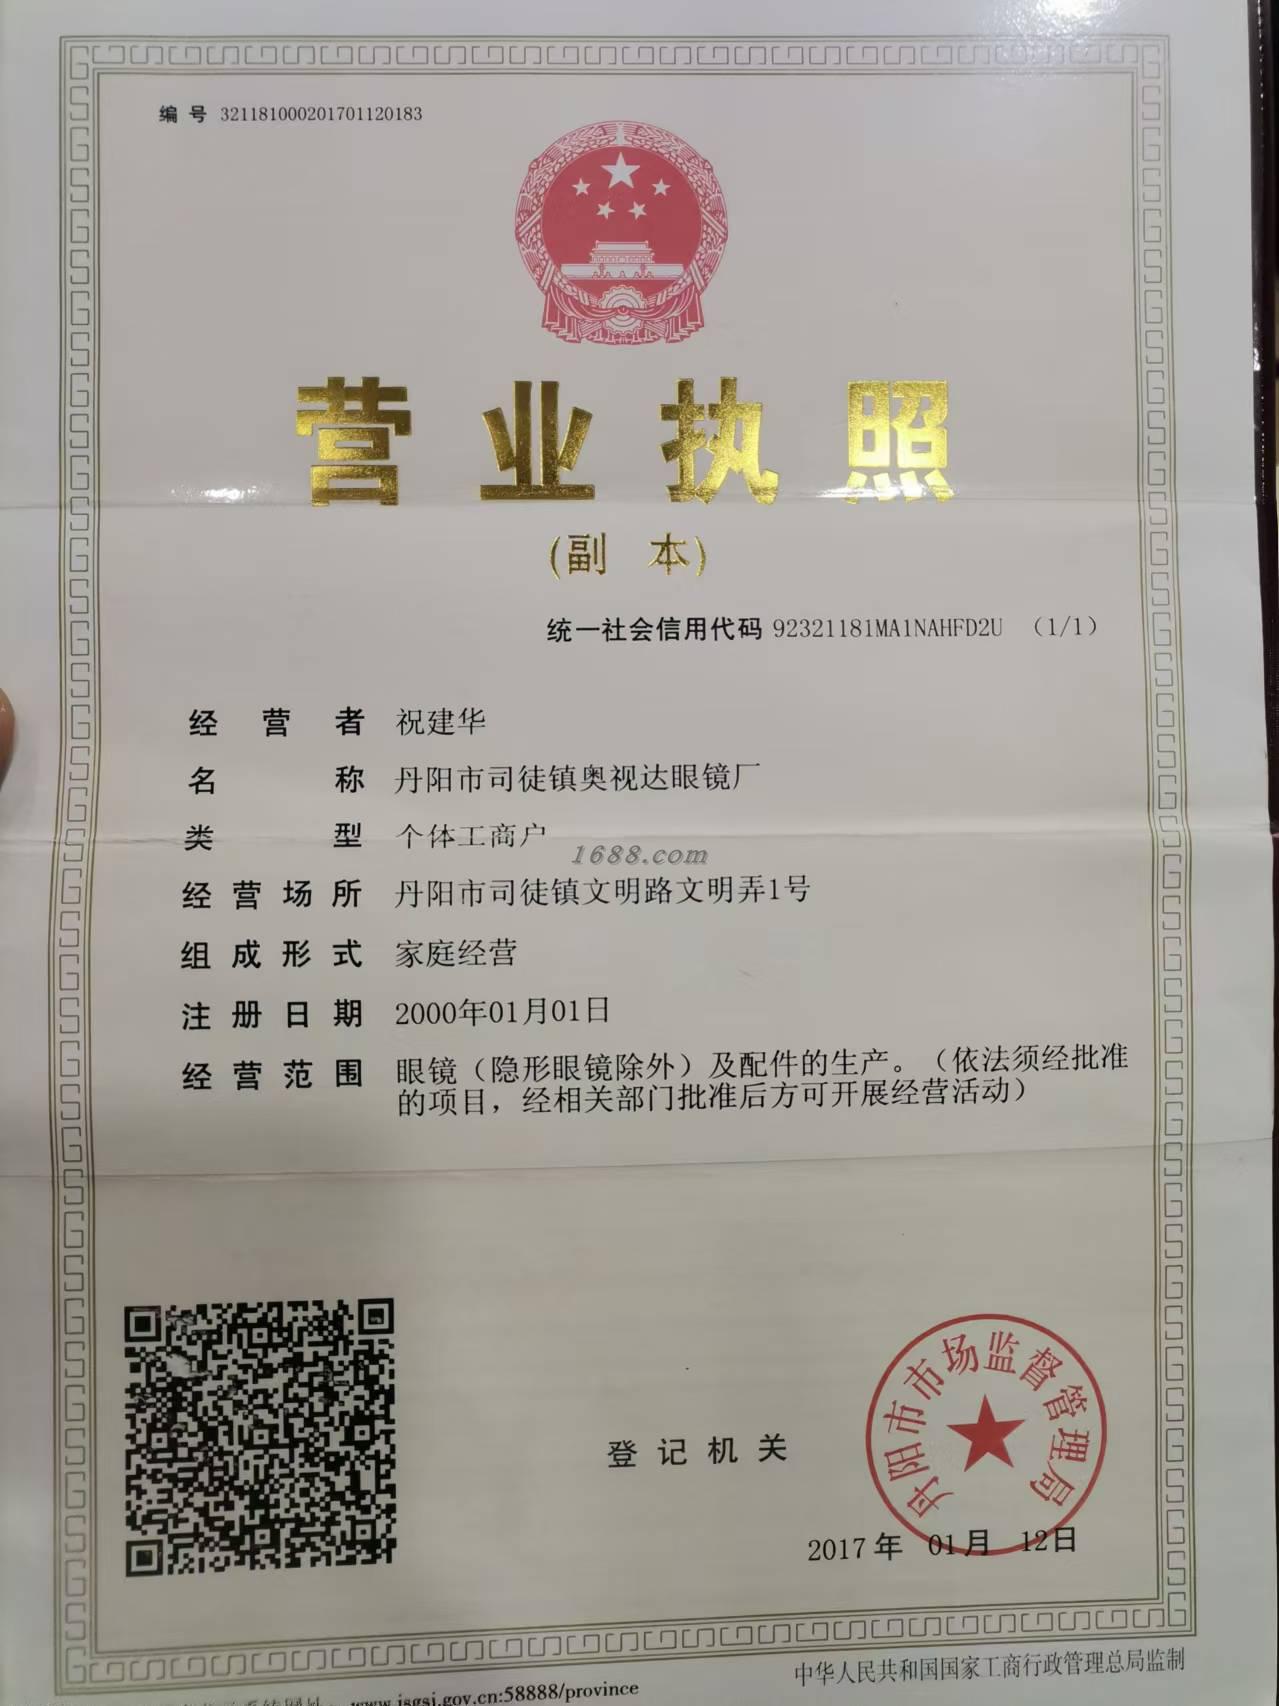 编 号 321181000201701120183
营业执照
(副 本)
统一社会信用代码 92321181MA1NAHFD2U （1/1）
经营者 祝建华
名称 丹阳市司徒镇奥视达眼镜厂
类型 个体工商户
1688.com
经营场所 丹阳市司徒镇文明路文明弄1号
组成形式 家庭经营
注册日期 2000年01月01日
经营范围 眼镜（隐形眼镜除外）及配件的生产。（依法须经批准
的项目，经相关部门批准后方可开展经营活动）
丹阳市市场监督管理局
登记机关
2017年 01月 12日
中华人民共和国国家工商行政管理总局监制
www.jsgsj.gov.cn:58888/province